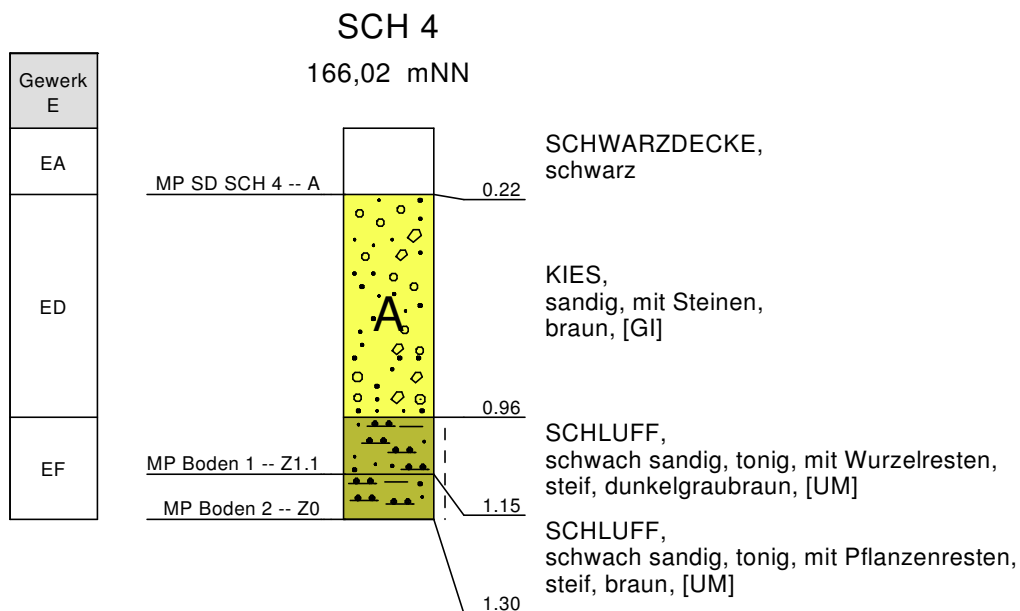 SCH 4
166,02 mNN
Gewerk
E
EA
MP SD SCH 4 -- A
0.22
SCHWARZDECKE,
schwarz
ED
A
KIES,
sandig, mit Steinen,
braun, [GI]
0.96
EF
MP Boden 1 -- Z1.1
1.15
SCHLUFF,
schwach sandig, tonig, mit Wurzelresten,
steif, dunkelgraubraun, [UM]
MP Boden 2 -- Z0
1.30
SCHLUFF,
schwach sandig, tonig, mit Pflanzenresten,
steif, braun, [UM]